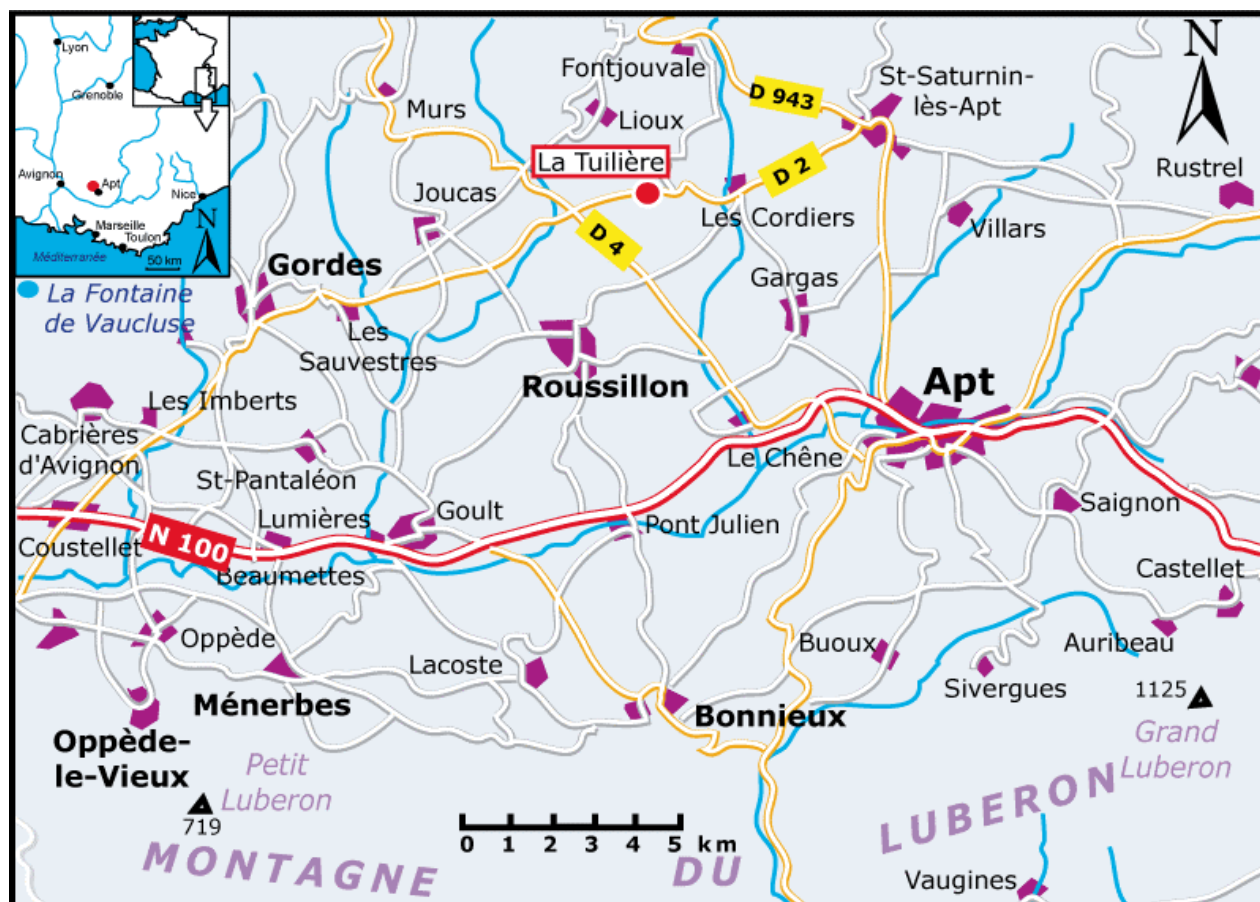 Lyon
Grenoble
Avignon
Apt
Nice
Marseille
Toulon
N
Méditerranée
50 km
Fontjouvale
D 943
St-Saturnin-
lès-Apt
N
Murs
Lioux
La Tuilière
D 2
Rustrel
Joucas
Les Cordiers
Villars
D 4
Gordes
Gargas
La Fontaine
de Vaucluse
Les
Sauvestres
Roussillon
Apt
Les Imberts
Cabrières
d'Avignon
St-Pantaléon
Le Chêne
Saignon
Lumières
Goult
Pont Julien
Coustellet
N 100
Beaumettes
Castellet
Oppède
Lacoste
Buoux
Auribeau
Sivergues
1125
Ménerbes
Bonnieux
Oppède-
le-Vieux
Grand
Luberon
Petit
Luberon
719
0 1 2 3 4 5 km
MONTAGNE DU LUBERON
Vaugines